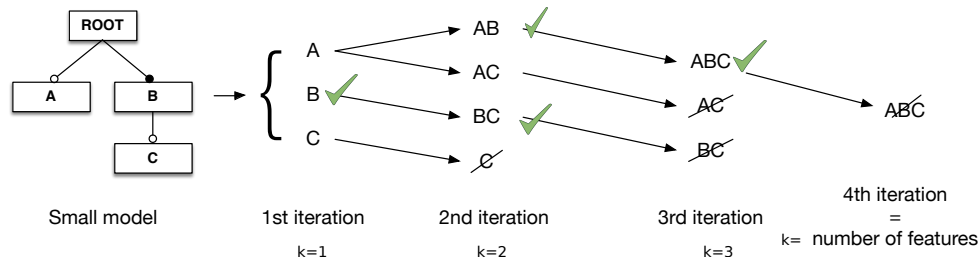 ROOT
A
B
C
Small model
A
B
C
1st iteration
k=1
AB
AC
BC
C
2nd iteration
k=2
ABC
AC
BC
3rd iteration
k=3
ABC
4th iteration
=
k= number of features